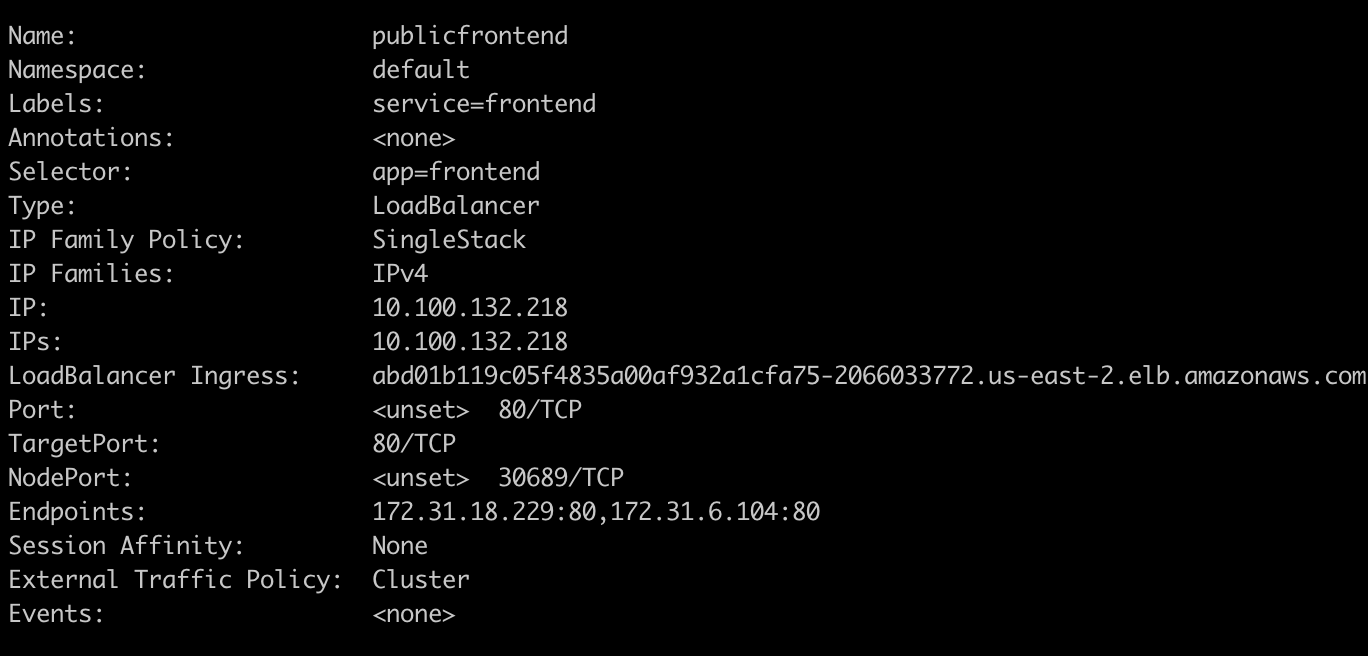 Name: publicfrontend
Namespace: default
Labels: service=frontend
Annotations: <none>
Selector: app=frontend
Type: LoadBalancer
IP Family Policy: SingleStack
IP Families: IPv4
IP: 10.100.132.218
IPs: 10.100.132.218
LoadBalancer Ingress: abd01b119c05f4835a00af932a1cfa75-2066033772.us-east-2.elb.amazonaws.com
Port: <unset> 80/TCP
TargetPort: 80/TCP
NodePort: <unset> 30689/TCP
Endpoints: 172.31.18.229:80,172.31.6.104:80
Session Affinity: None
External Traffic Policy: Cluster
Events: <none>